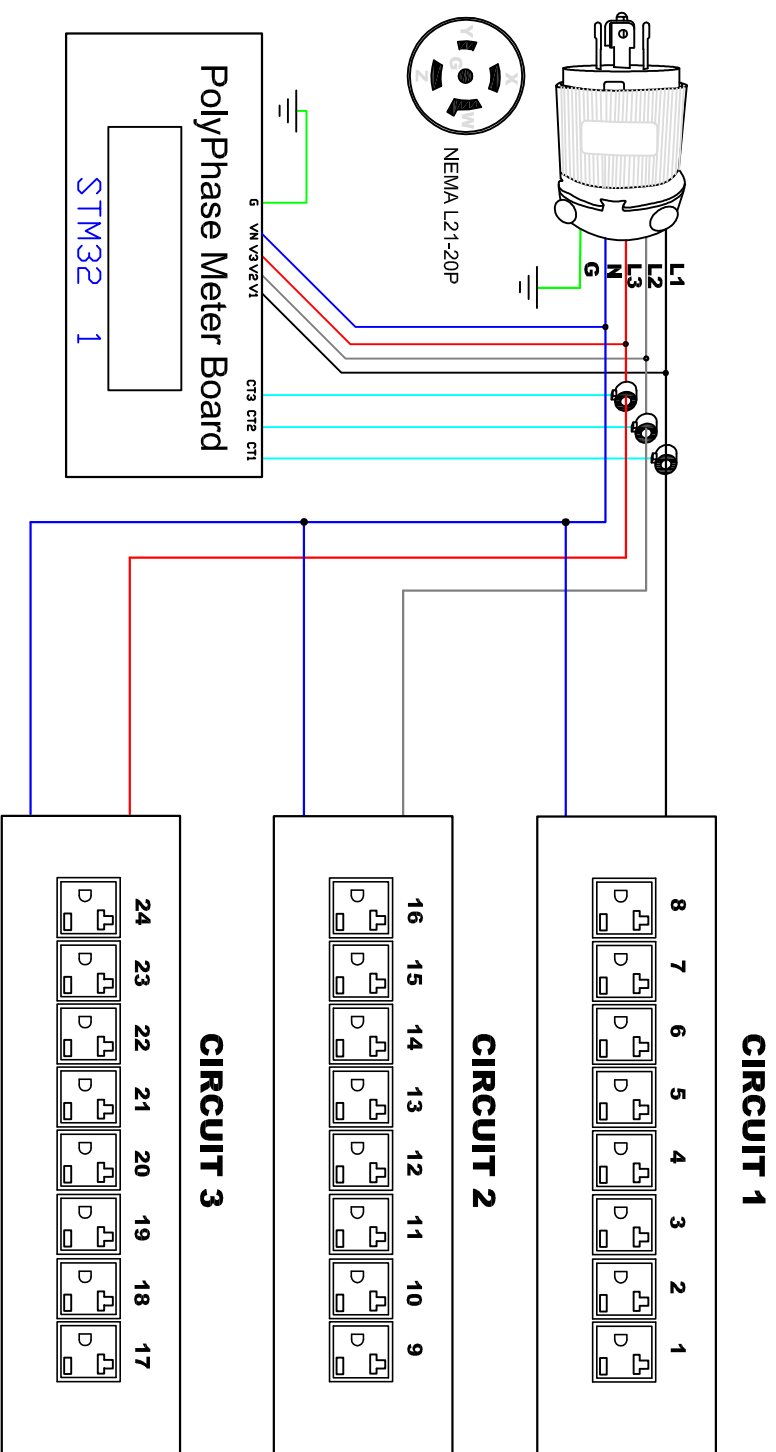 L1
L2
L3
N
G
NEMA L21-20P
X
Y
Z
W
G
PolyPhase Meter Board
STM32 1
G VN V3 V2 V1 CT3 CT2 CT1
CIRCUIT 1
8 7 6 5 4 3 2 1
CIRCUIT 2
16 15 14 13 12 11 10 9
CIRCUIT 3
24 23 22 21 20 19 18 17